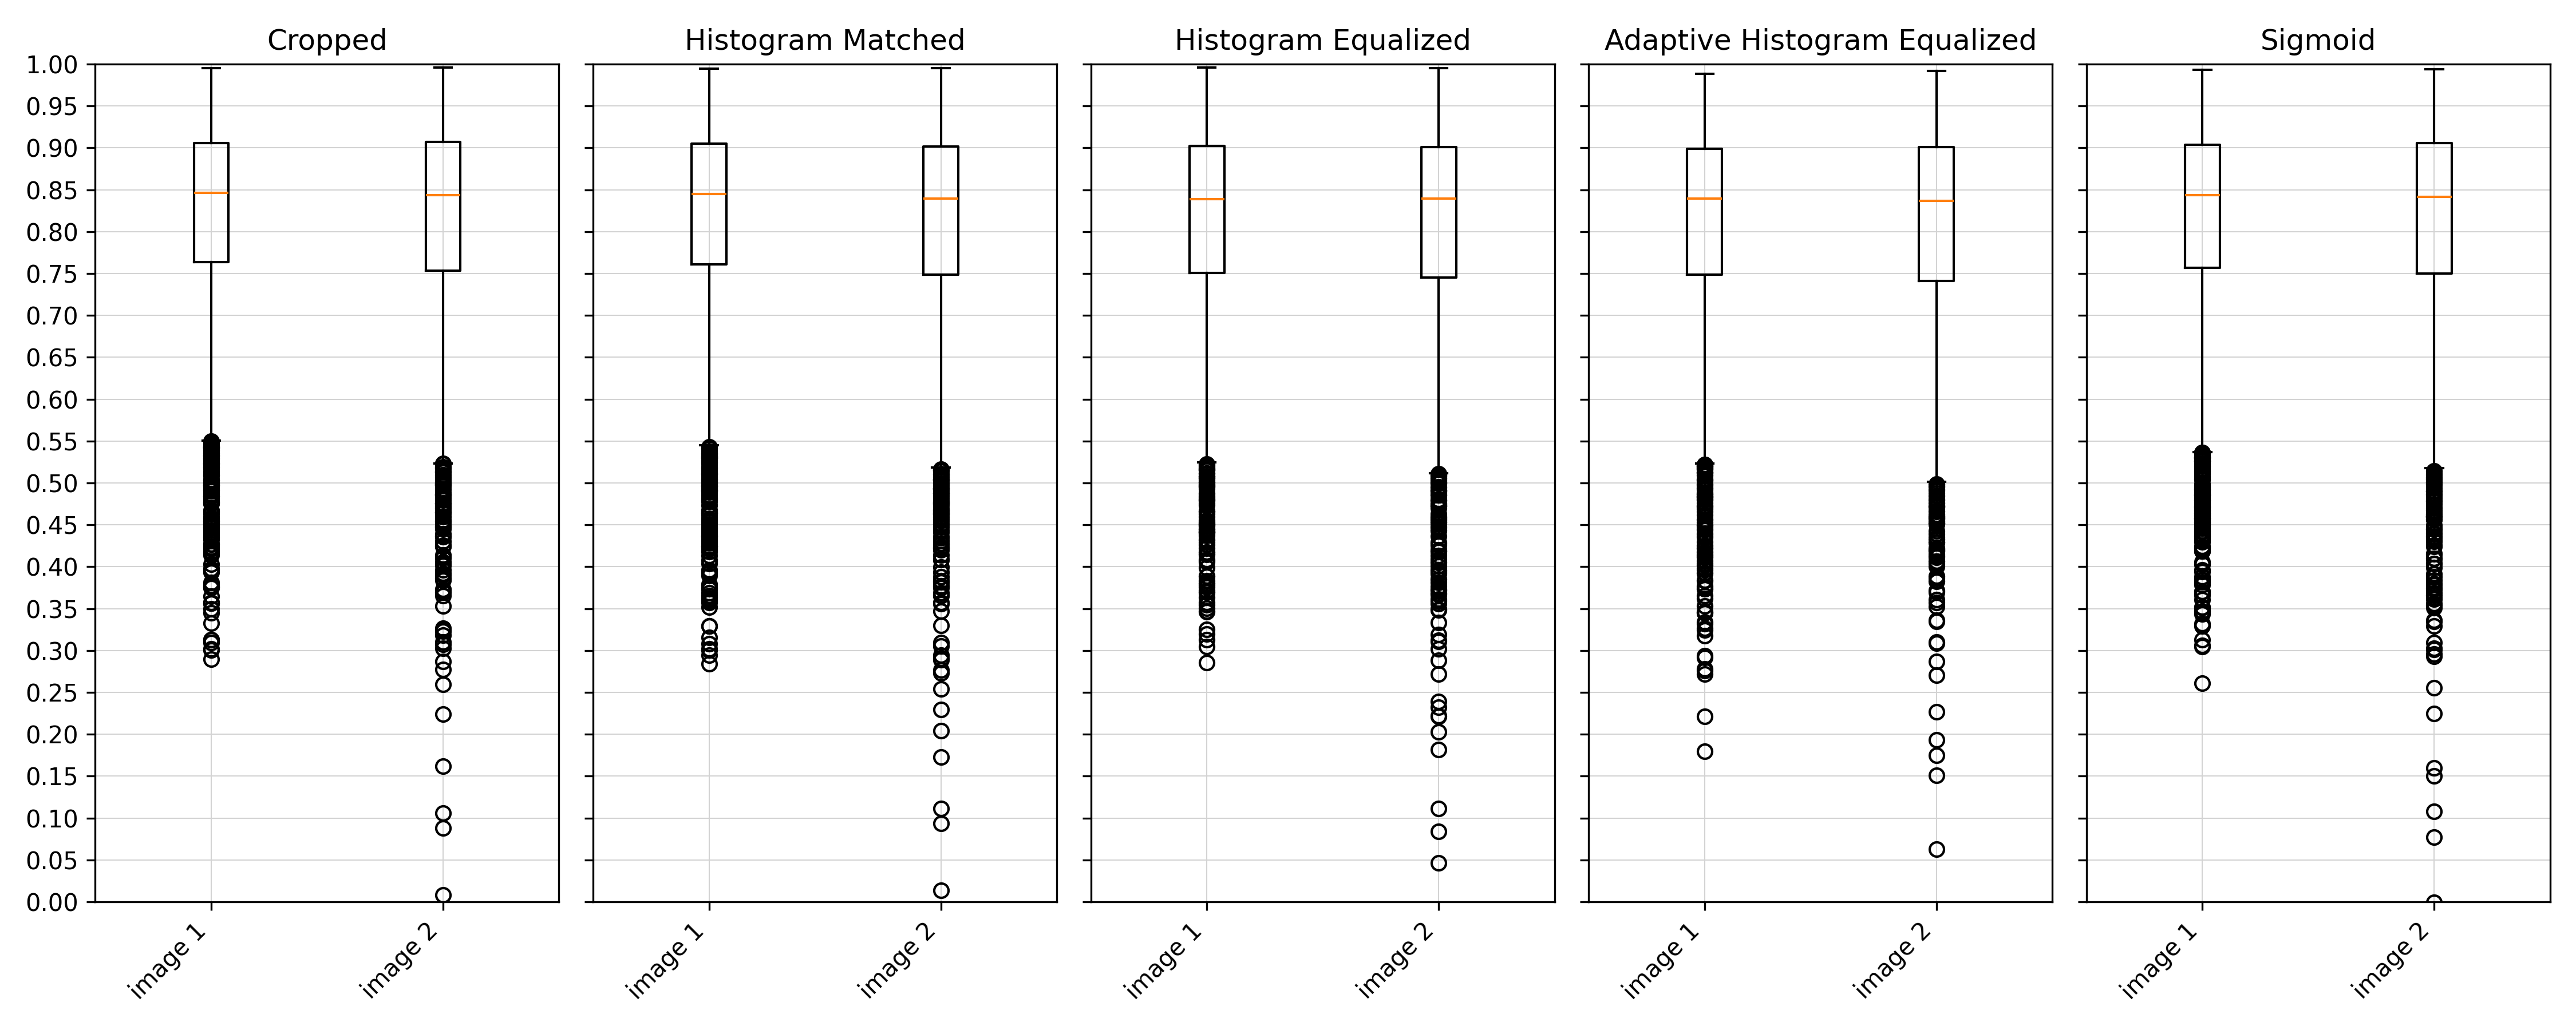 Cropped
Histogram Matched
Histogram Equalized
Adaptive Histogram Equalized
Sigmoid
1.00
0.95
0.90
0.85
0.80
0.75
0.70
0.65
0.60
0.55
0.50
0.45
0.40
0.35
0.30
0.25
0.20
0.15
0.10
0.05
0.00
image 1
image 2
image 1
image 2
image 1
image 2
image 1
image 2
image 1
image 2